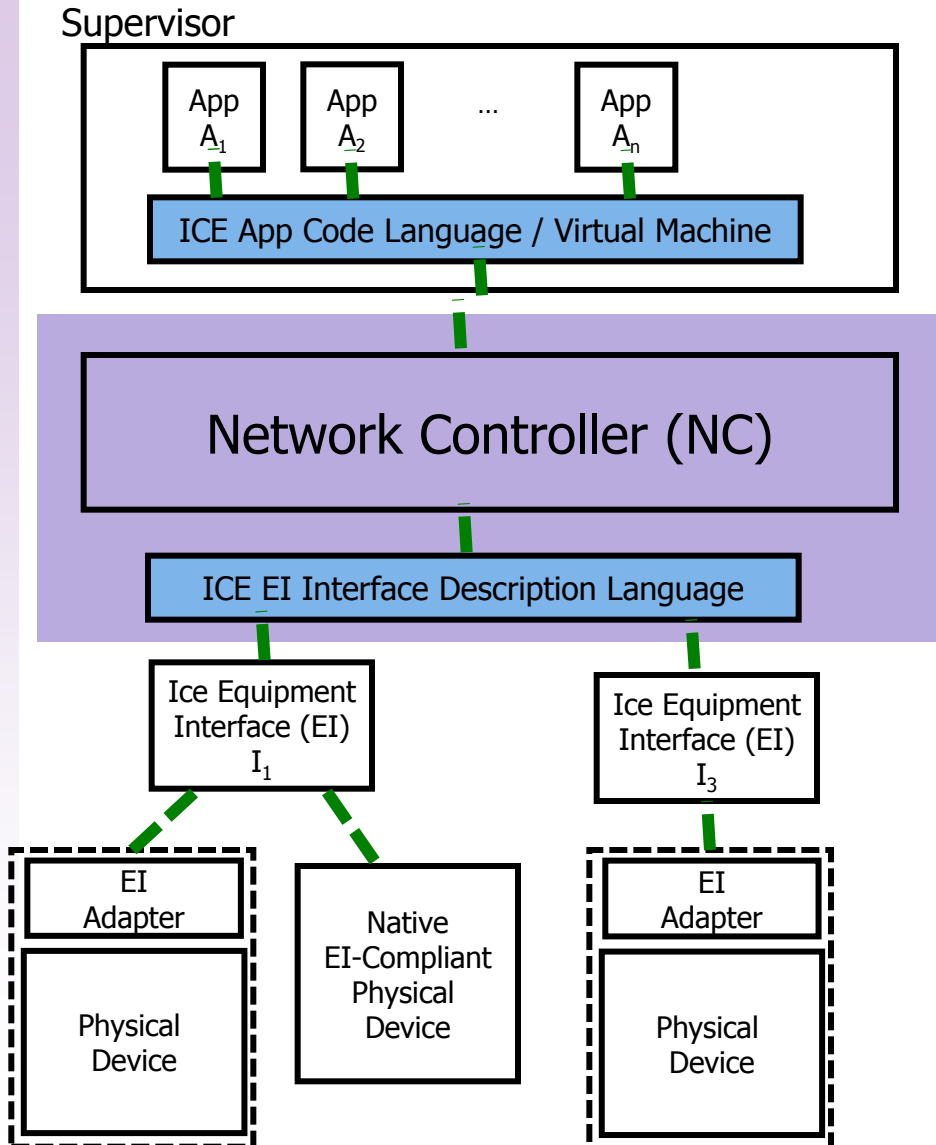 Supervisor
App
A₁
App
A₂
...
App
Aₙ
ICE App Code Language / Virtual Machine
Network Controller (NC)
ICE EI Interface Description Language
Ice Equipment
Interface (EI)
I₁
Ice Equipment
Interface (EI)
I₃
EI
Adapter
Physical
Device
Native
EI-Compliant
Physical
Device
EI
Adapter
Physical
Device